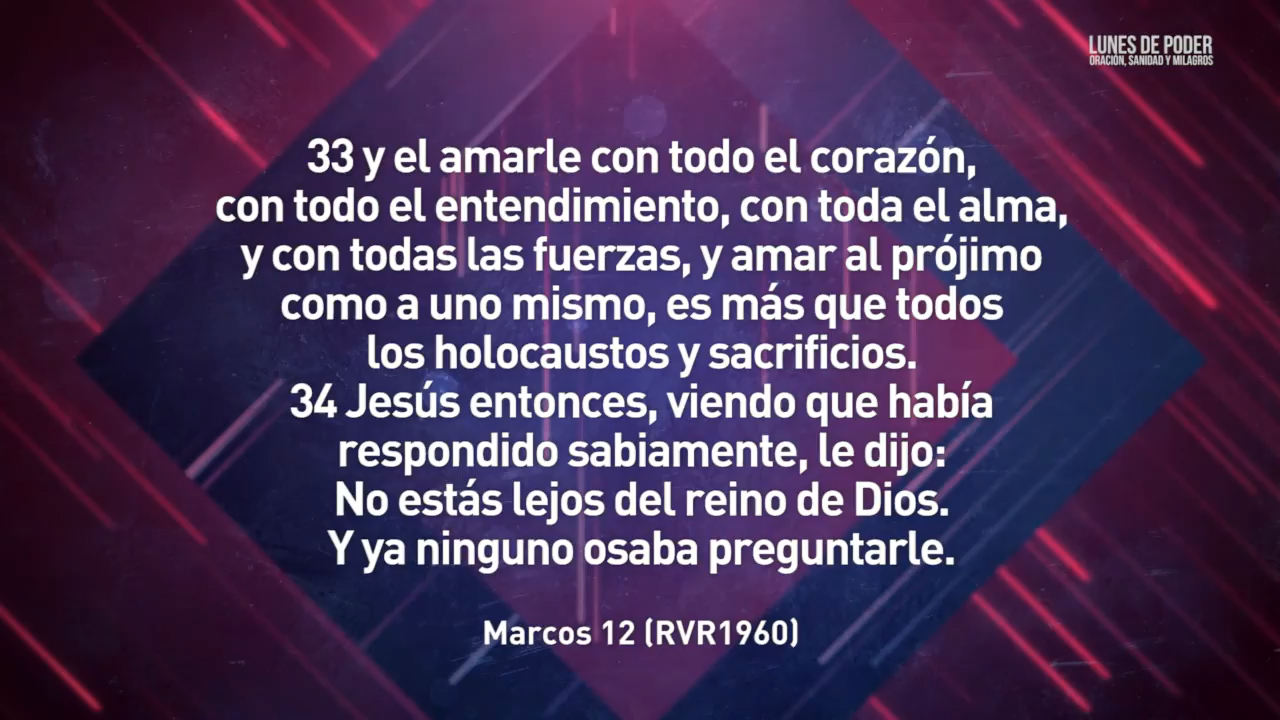 LUNES DE PODER
ORACIÓN, SANIDAD Y MILAGROS
33 y el amarle con todo el corazón,
con todo el entendimiento, con toda el alma,
y con todas las fuerzas, y amar al prójimo
como a uno mismo, es más que todos
los holocaustos y sacrificios.
34 Jesús entonces, viendo que había
respondido sabiamente, le dijo:
No estás lejos del reino de Dios.
Y ya ninguno osaba preguntarle.
Marcos 12 (RVR1960)